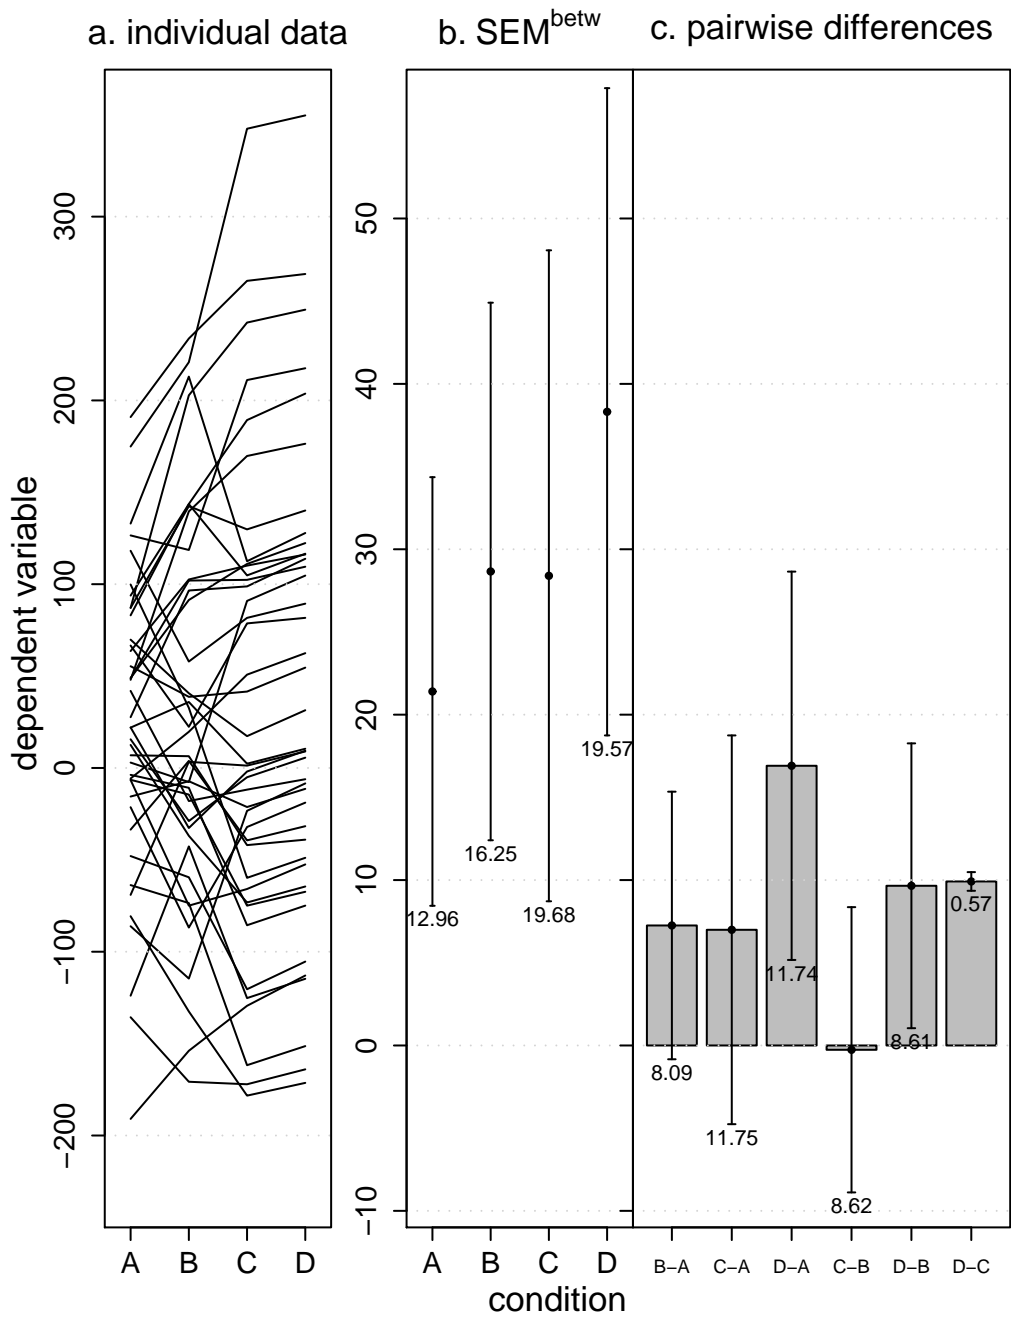 a. individual data
b. SEM^betw
c. pairwise differences
dependent variable
300
200
100
0
−100
−200
A B C D
50
40
30
20
10
0
−10
12.96
16.25
19.68
19.57
A B C D
condition
8.09
11.75
11.74
8.62
8.61
0.57
B−A C−A D−A C−B D−B D−C